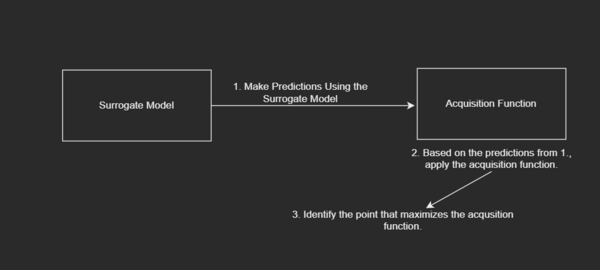 1. Make Predictions Using the
Surrogate Model
Surrogate Model
Acquisition Function
2. Based on the predictions from 1.,
apply the acquisition function.
3. Identify the point that maximizes the acqusition
function.